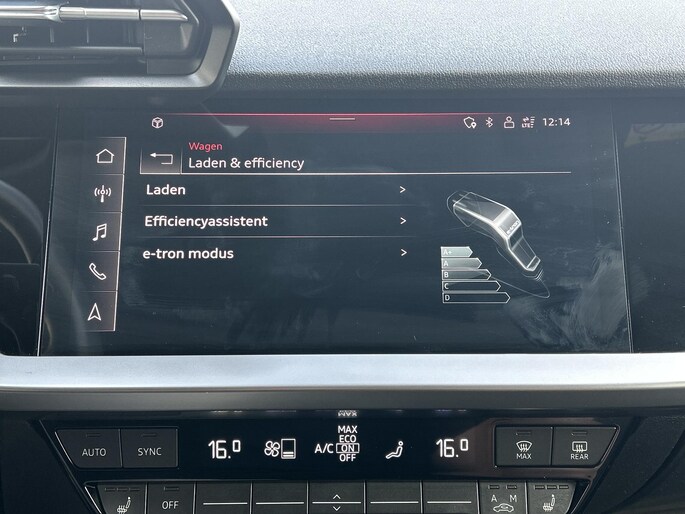 12:14
Wagen
Laden & efficiency
Laden >
Efficiencyassistent >
e-tron modus >
A+
A
B
C
D
MAX
AUTO SYNC 16.0 A/C ECO 16.0 MAX REAR
ON
OFF
OFF A M